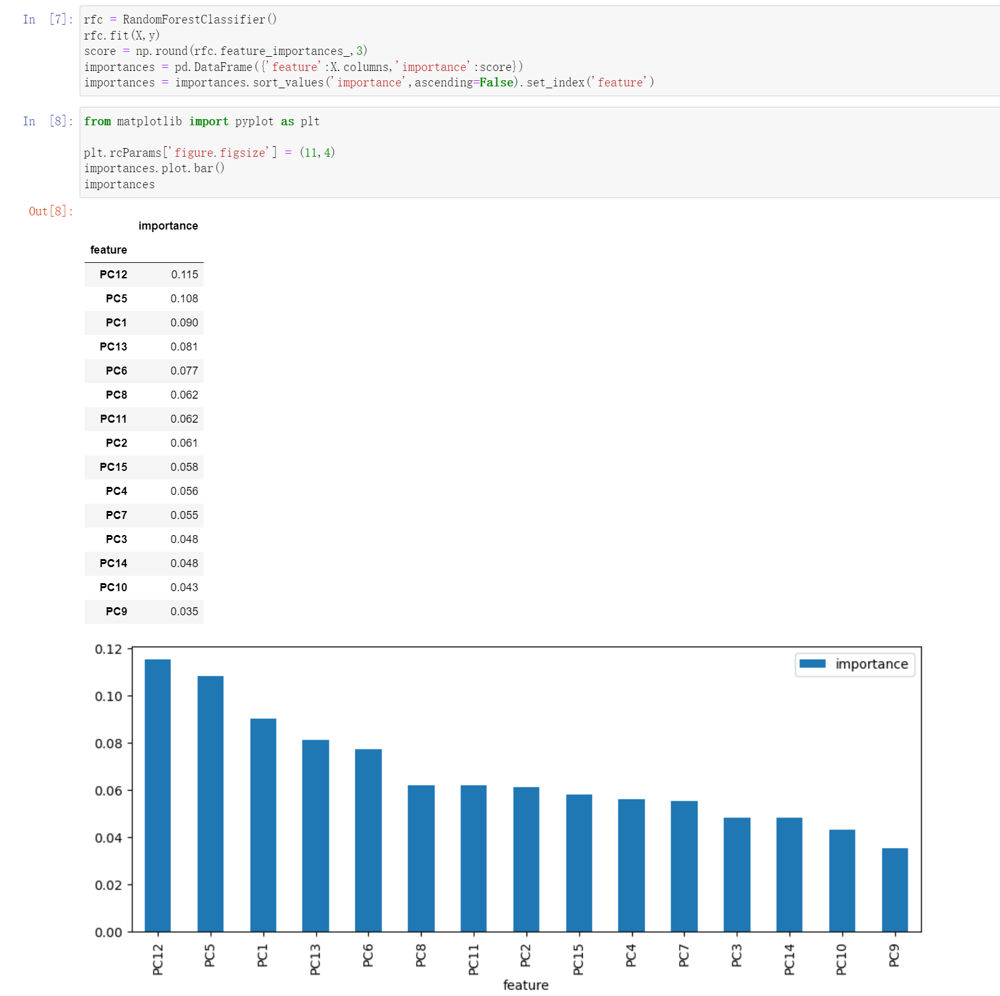 In [7]:
rfc = RandomForestClassifier()
rfc.fit(X,y)
score = np.round(rfc.feature_importances_,3)
importances = pd.DataFrame({'feature':X.columns,'importance':score})
importances = importances.sort_values('importance',ascending=False).set_index('feature')
In [8]:
from matplotlib import pyplot as plt
plt.rcParams['figure.figsize'] = (11,4)
importances.plot.bar()
importances
Out[8]:
importance
feature
PC12 0.115
PC5 0.108
PC1 0.090
PC13 0.081
PC6 0.077
PC8 0.062
PC11 0.062
PC2 0.061
PC15 0.058
PC4 0.056
PC7 0.055
PC3 0.048
PC14 0.048
PC10 0.043
PC9 0.035
importance
0.12
0.10
0.08
0.06
0.04
0.02
0.00
PC12 PC5 PC1 PC13 PC6 PC8 PC11 PC2 PC15 PC4 PC7 PC3 PC14 PC10 PC9
feature